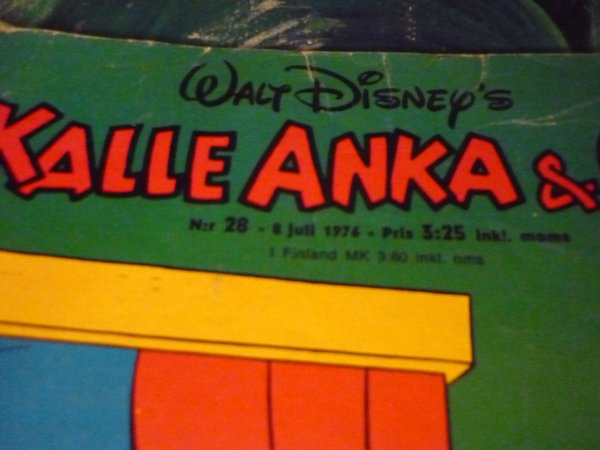 WALT DISNEY'S
KALLE ANKA &
N:r 28 - 8 juli 1976 - Pris 3:25 inkl. moms
I Finland MK 3:60 inkl. oms